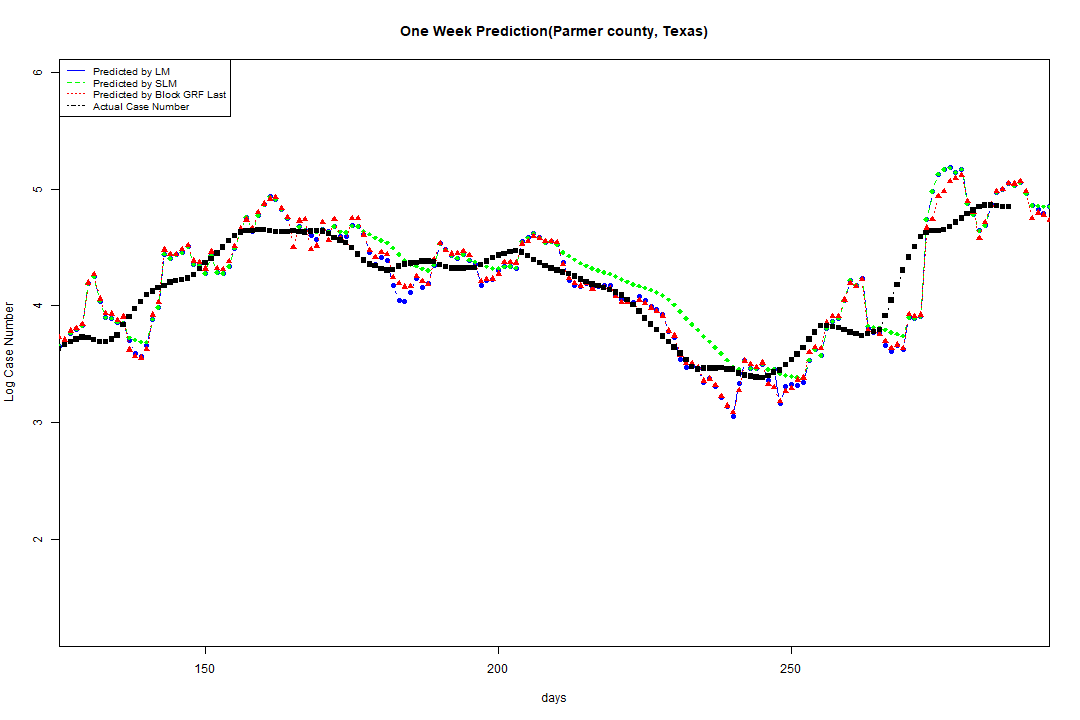 One Week Prediction(Parmer county, Texas)
Predicted by LM
Predicted by SLM
Predicted by Block GRF Last
Actual Case Number
6
5
4
3
2
Log Case Number
150
200
250
days